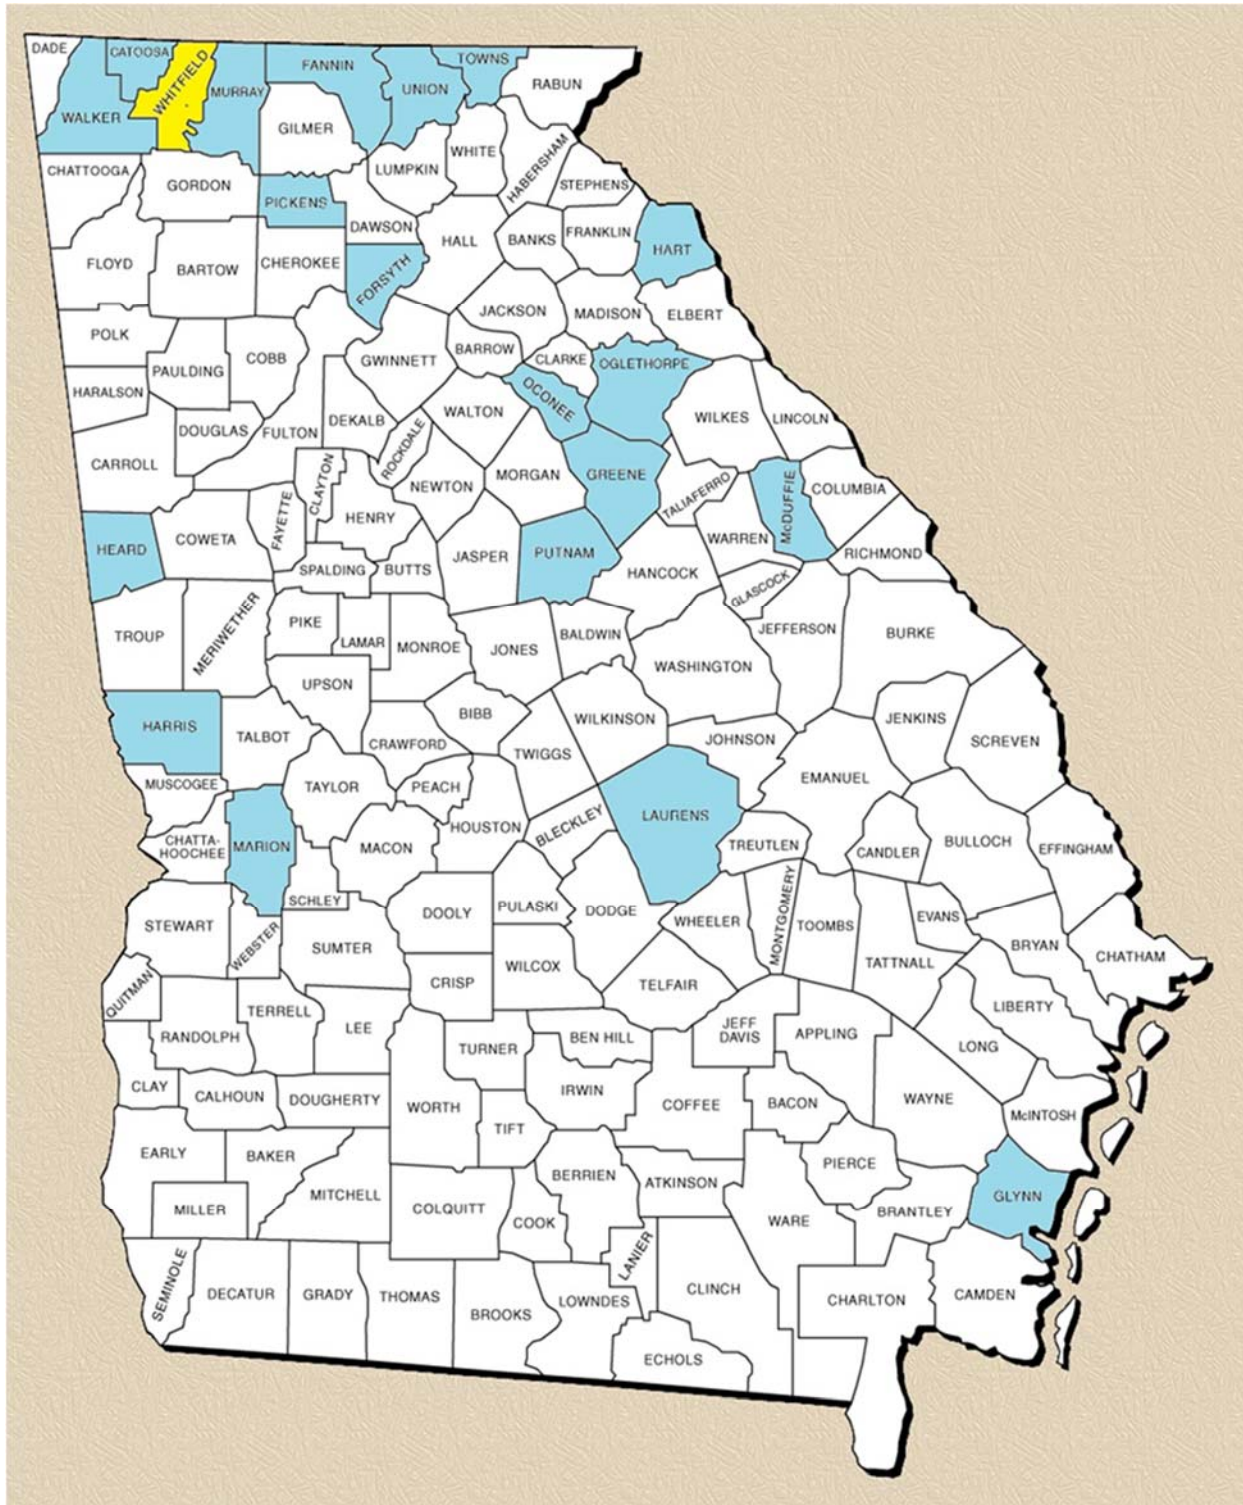 DADE
CATOOSA
WHITFIELD
FANNIN
TOWNS
RABUN
UNION
MURRAY
WALKER
GILMER
WHITE
HABERSHAM
LUMPKIN
CHATTOOGA
GORDON
STEPHENS
PICKENS
DAWSON
HALL
BANKS
FRANKLIN
HART
FLOYD
BARTOW
CHEROKEE
FORSYTH
JACKSON
MADISON
ELBERT
POLK
PAULDING
COBB
GWINNETT
BARROW
CLARKE
OGLETHORPE
HARALSON
OCONEE
WALTON
WILKES
LINCOLN
DOUGLAS
FULTON
DEKALB
ROCKDALE
CARROLL
CLAYTON
NEWTON
MORGAN
GREENE
TALIAFERRO
McDUFFIE
COLUMBIA
FAYETTE
HENRY
HEARD
COWETA
JASPER
PUTNAM
WARREN
RICHMOND
SPALDING
BUTTS
HANCOCK
GLASCOCK
TROUP
MERIWETHER
PIKE
LAMAR
MONROE
JONES
BALDWIN
JEFFERSON
BURKE
WASHINGTON
UPSON
HARRIS
TALBOT
BIBB
WILKINSON
JENKINS
CRAWFORD
TWIGGS
JOHNSON
SCREVEN
MUSCOGEE
TAYLOR
PEACH
EMANUEL
LAURENS
HOUSTON
BLECKLEY
CHATTA-
HOOCHEE
MARION
MACON
TREUTLEN
CANDLER
BULLOCH
EFFINGHAM
SCHLEY
STEWART
WEBSTER
SUMTER
DOOLY
PULASKI
DODGE
WHEELER
MONTGOMERY
TOOMBS
EVANS
TATTNALL
BRYAN
CHATHAM
QUITMAN
CRISP
WILCOX
TELFAIR
LIBERTY
RANDOLPH
TERRELL
LEE
TURNER
BEN HILL
JEFF
DAVIS
APPLING
LONG
CLAY
CALHOUN
DOUGHERTY
WORTH
IRWIN
COFFEE
BACON
WAYNE
McINTOSH
TIFT
EARLY
BAKER
MITCHELL
BERRIEN
ATKINSON
PIERCE
GLYNN
MILLER
COLQUITT
COOK
WARE
BRANTLEY
SEMINOLE
DECATUR
GRADY
THOMAS
BROOKS
LANIER
LOWNDES
CLINCH
CHARLTON
CAMDEN
ECHOLS